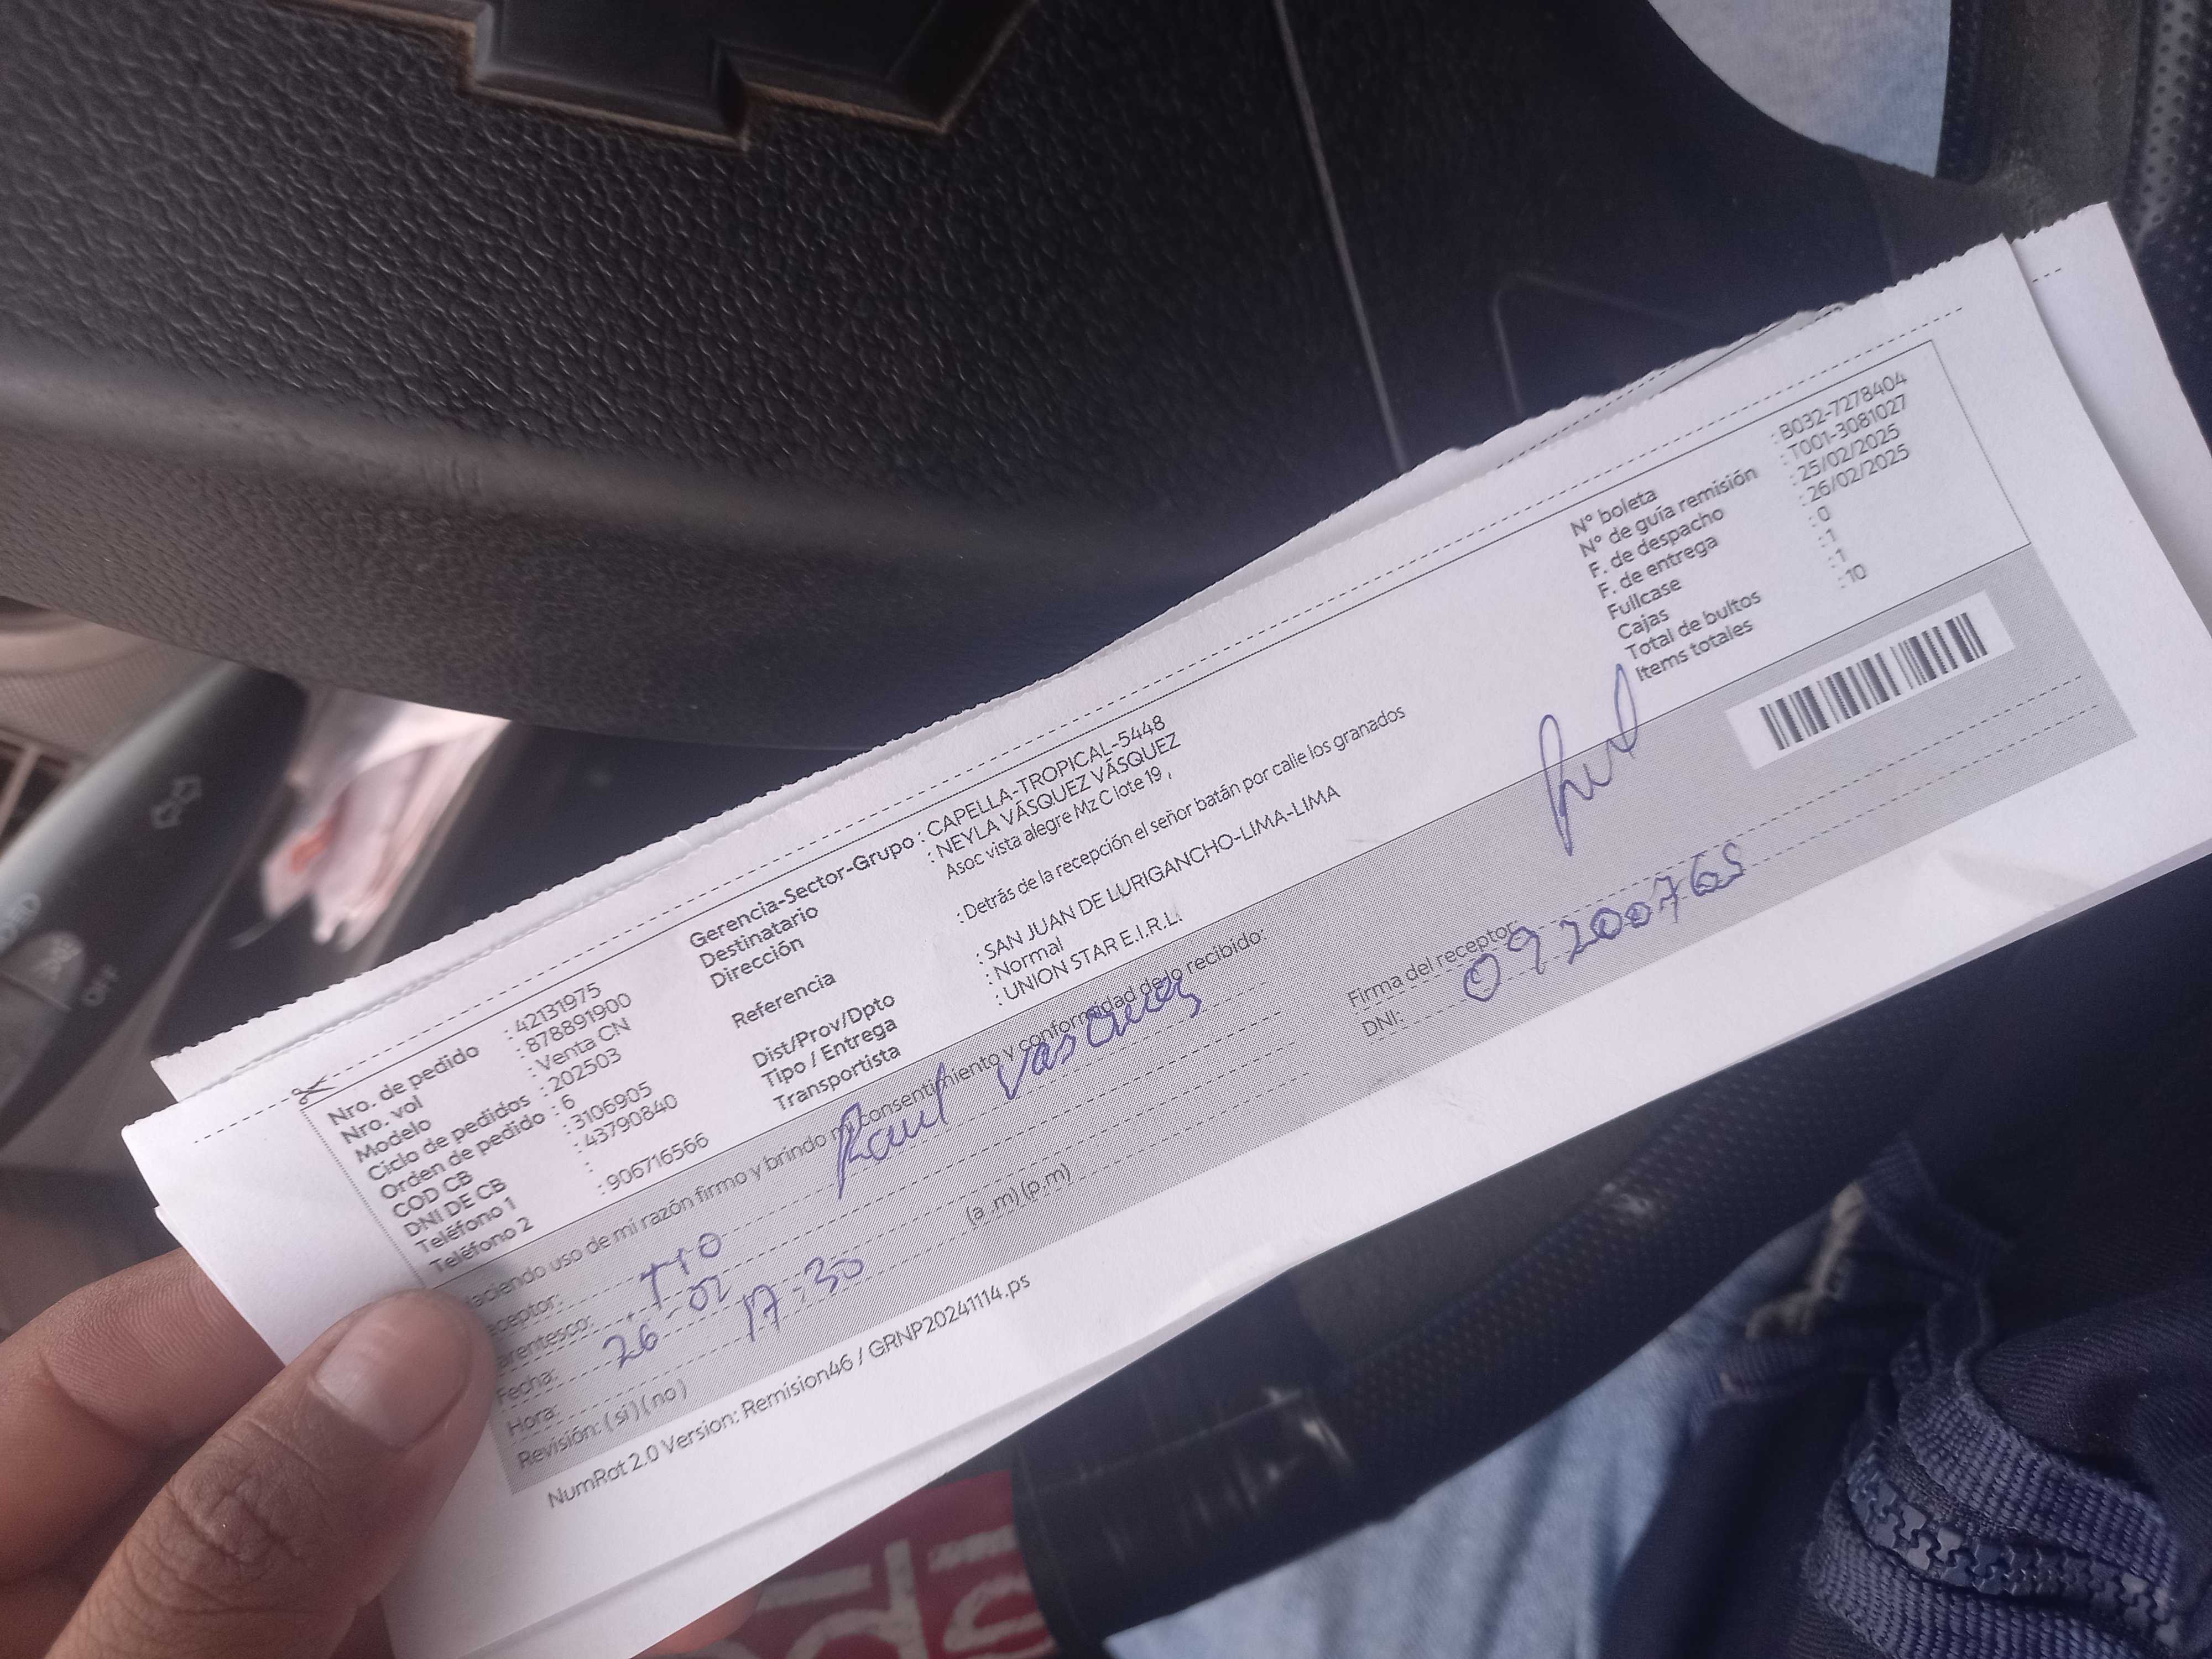 Nro. de pedido : 42131975
Nro. vol : 878891900
Modelo : Venta CN
Ciclo de pedidos : 202503
Orden de pedido : 6
COD CB : 3106905
DNI DE CB : 43790840
Teléfono 1 :
Teléfono 2 : 906716566
Gerencia-Sector-Grupo : CAPELLA-TROPICAL-5448
Destinatario : NEYLA VÁSQUEZ VÁSQUEZ
Dirección Asoc vista alegre Mz C lote 19 ,
Referencia : Detrás de la recepción el señor batán por calle los granados
Dist/Prov/Dpto : SAN JUAN DE LURIGANCHO-LIMA-LIMA
Tipo / Entrega : Normal
Transportista : UNION STAR E.I.R.L.
N° boleta : B032-7278404
N° de guía remisión : T001-3081027
F. de despacho : 25/02/2025
F. de entrega : 26/02/2025
Fullcase : 0
Cajas : 1
Total de bultos : 1
Items totales : 10
aciendo uso de mi razón firmo y brindo mi consentimiento y conformidad de lo recibido:
eceptor: Raul Vasquez
arentesco: TIO
Fecha: 26-02
Hora: 17:30 (a .m) (p.m)
Revisión: ( si ) ( no )
Firma del receptor:
DNI: 09200768
NumRot 2.0 Version: Remision46 / GRNP20241114.ps
OFF